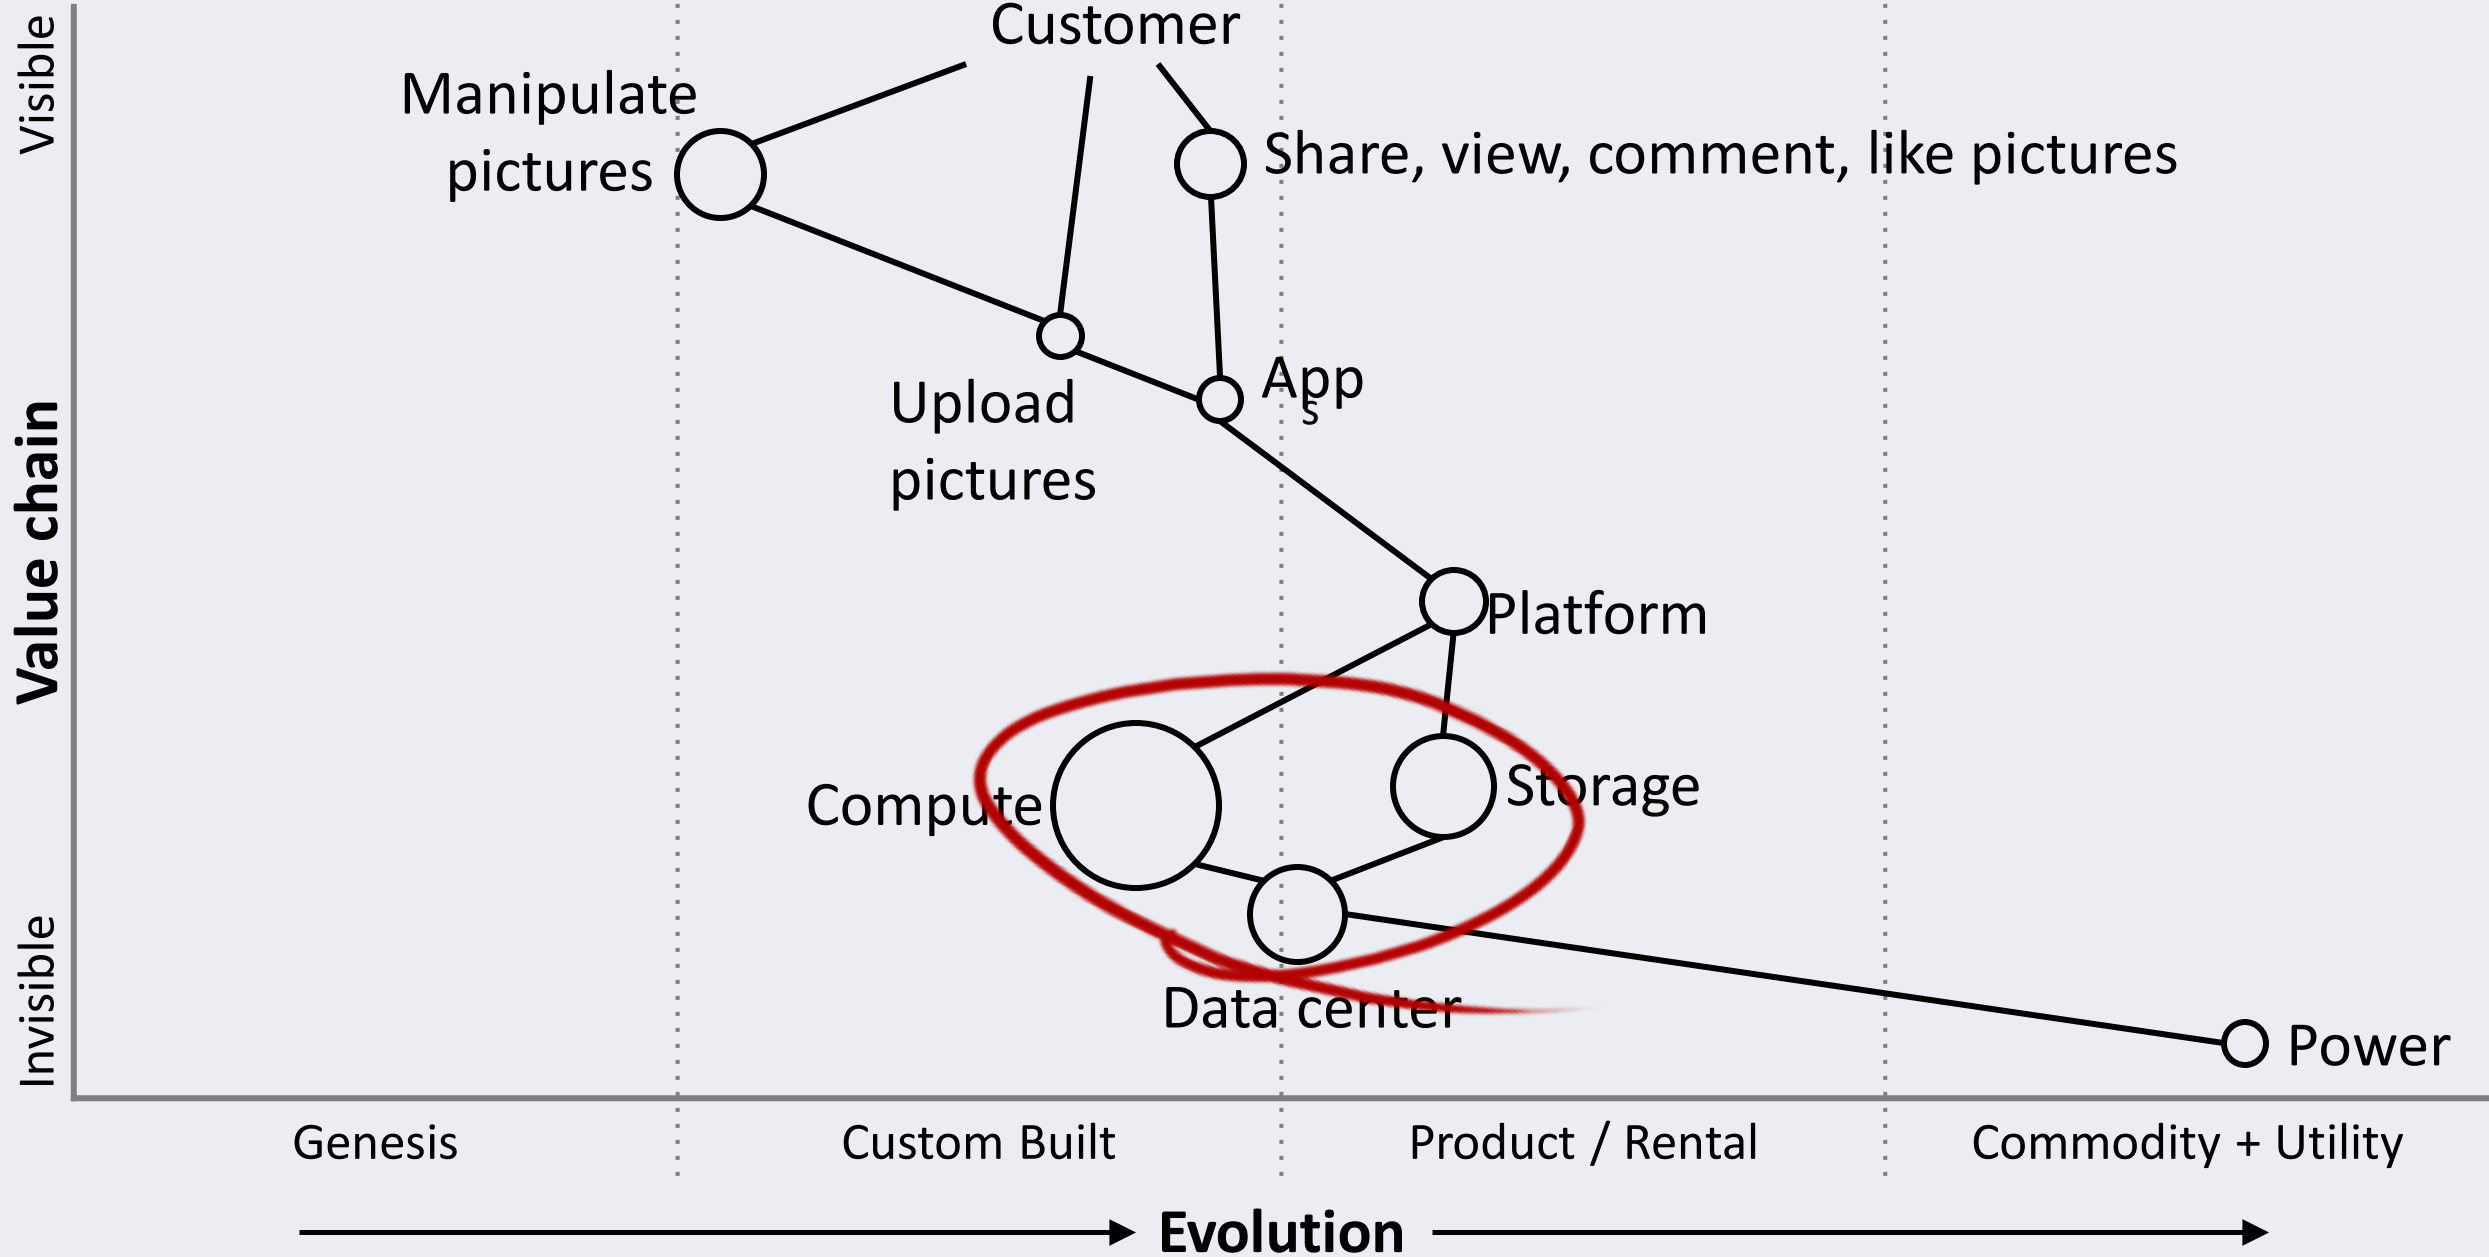 Visible
Customer
Manipulate
pictures
Share, view, comment, like pictures
Value chain
Apps
Upload
pictures
Platform
Compute
Storage
Data center
Invisible
Power
Genesis
Custom Built
Product / Rental
Commodity + Utility
Evolution